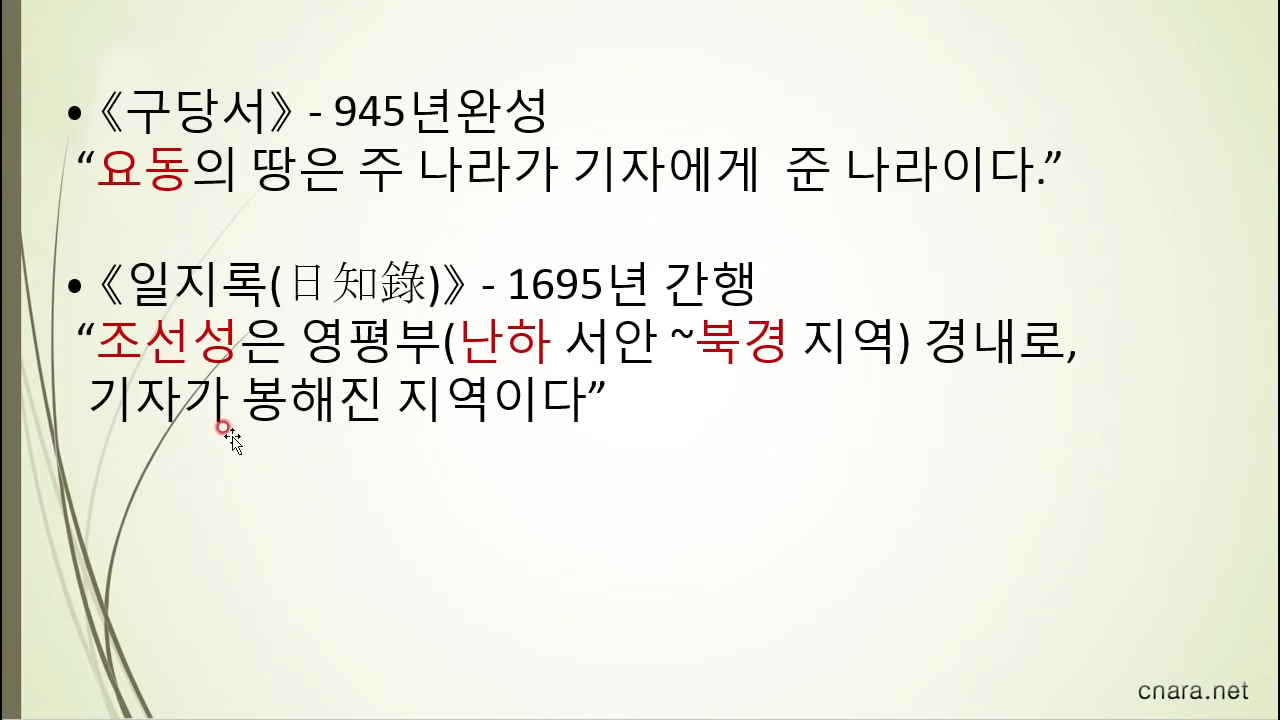 • 《구당서》 - 945년완성
“요동의 땅은 주 나라가 기자에게 준 나라이다.”
• 《일지록(日知錄)》 - 1695년 간행
“조선성은 영평부(난하 서안 ~북경 지역) 경내로,
기자가 봉해진 지역이다”
cnara.net